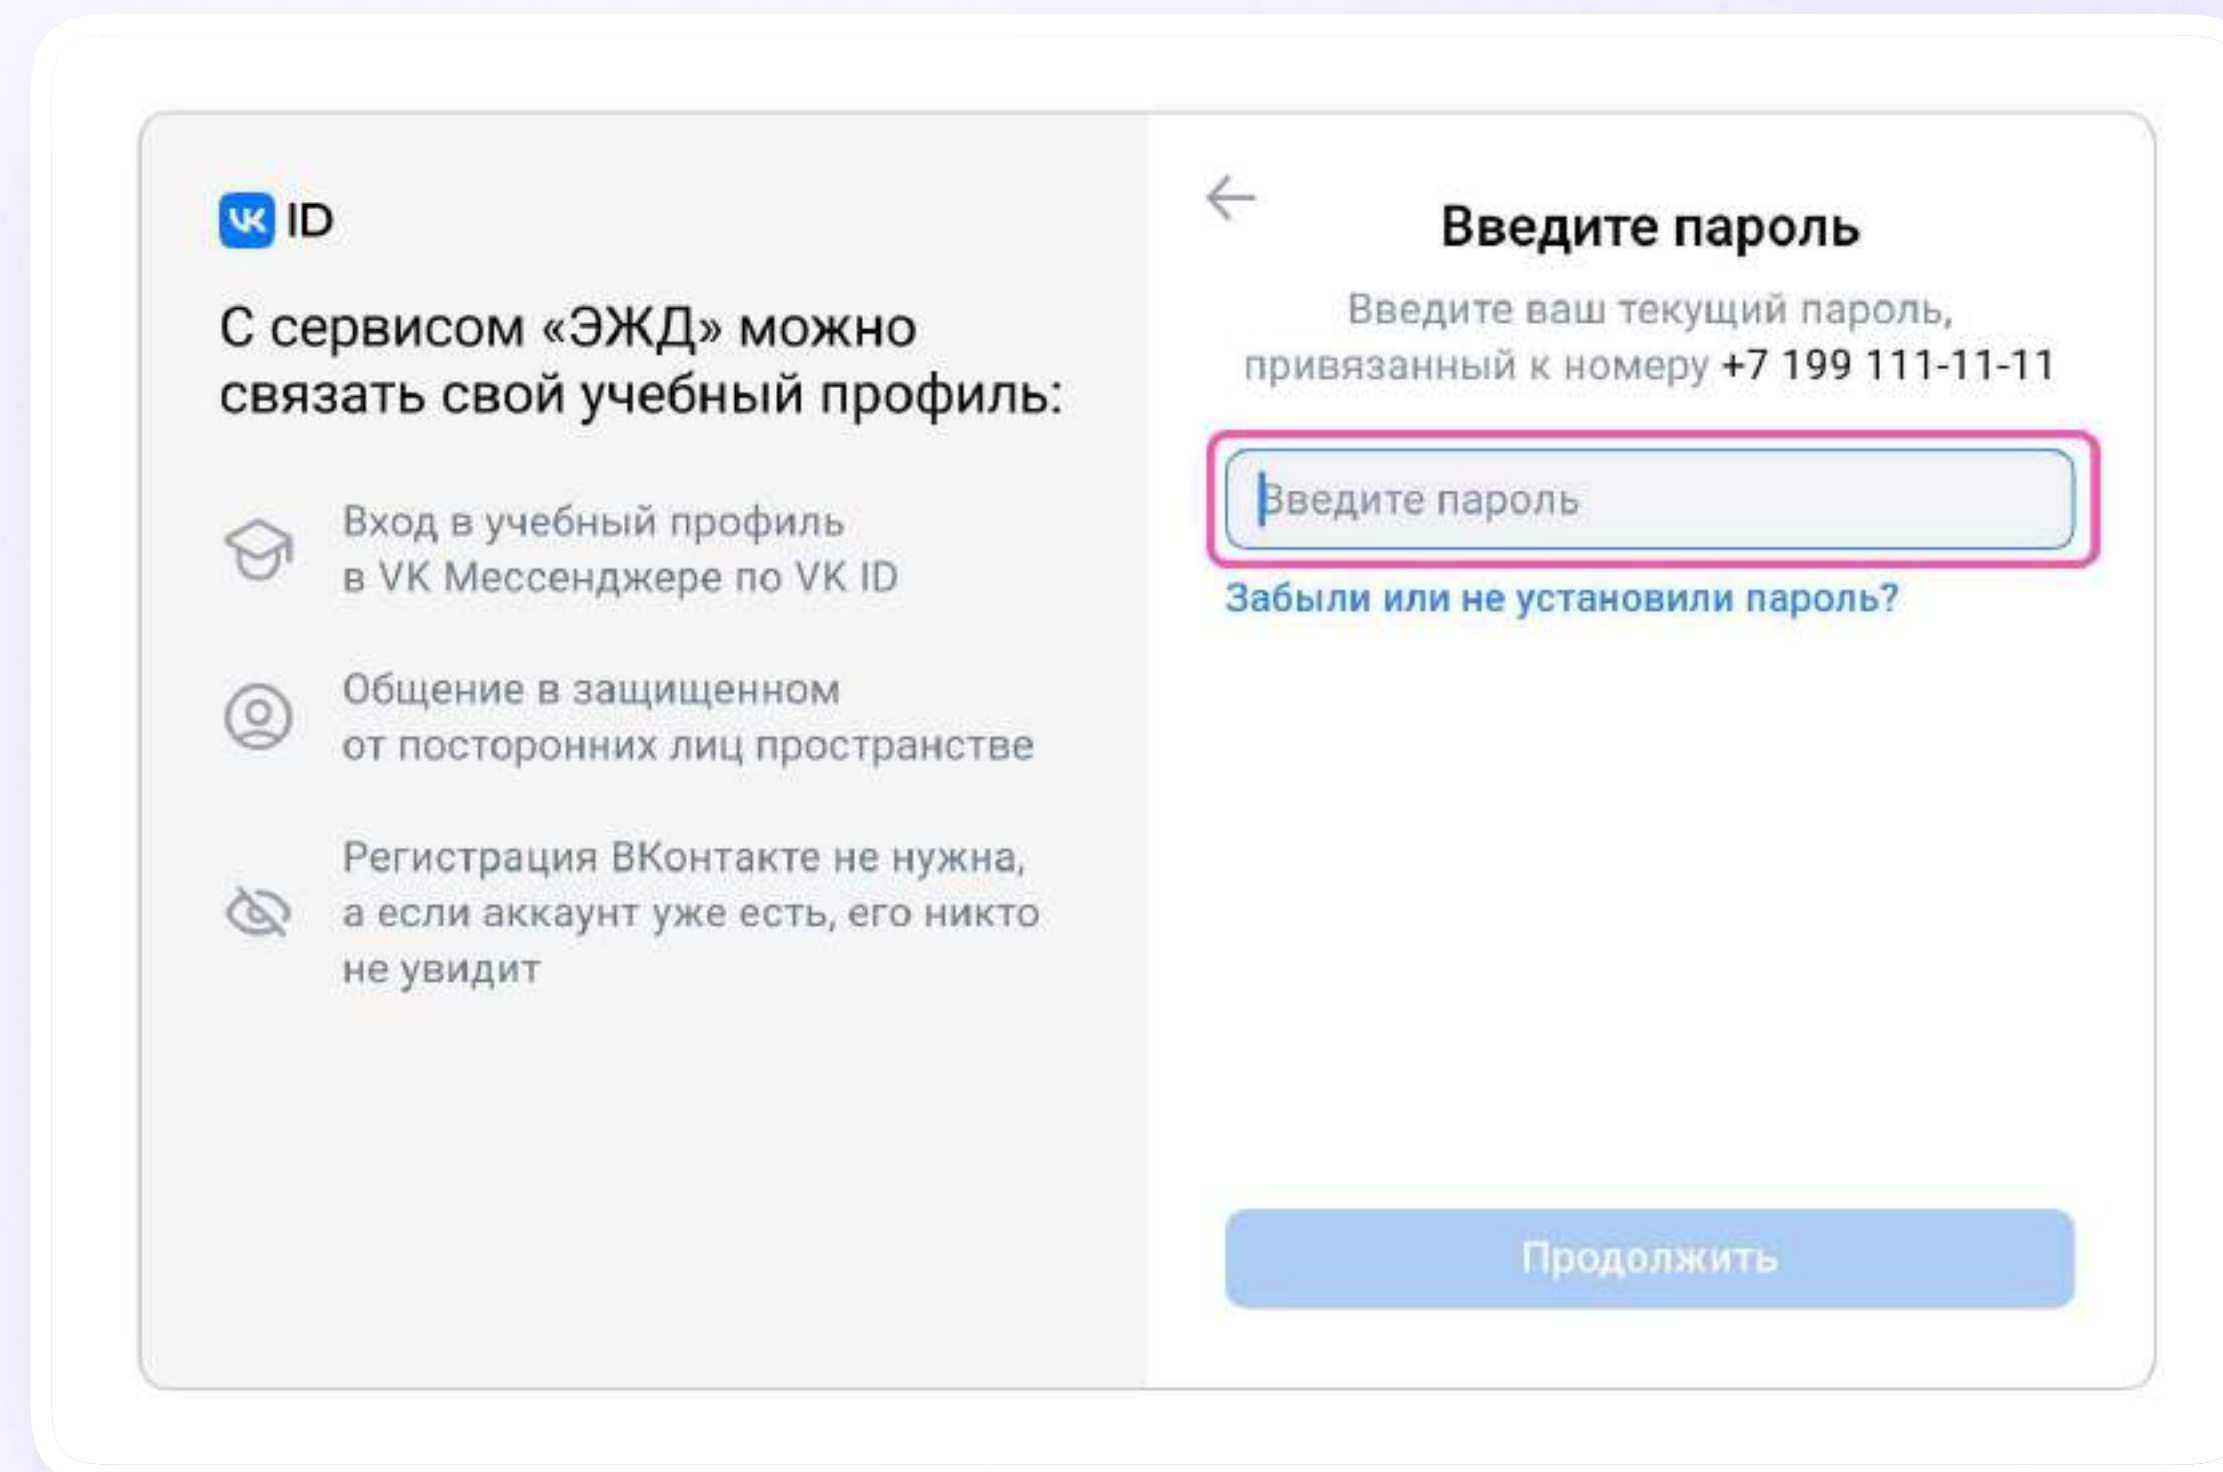 VK ID
С сервисом «ЭЖД» можно
связать свой учебный профиль:
Вход в учебный профиль
в VK Мессенджере по VK ID
Общение в защищенном
от посторонних лиц пространстве
Регистрация ВКонтакте не нужна,
а если аккаунт уже есть, его никто
не увидит
Введите пароль
Введите ваш текущий пароль,
привязанный к номеру +7 199 111-11-11
Введите пароль
Забыли или не установили пароль?
Продолжить